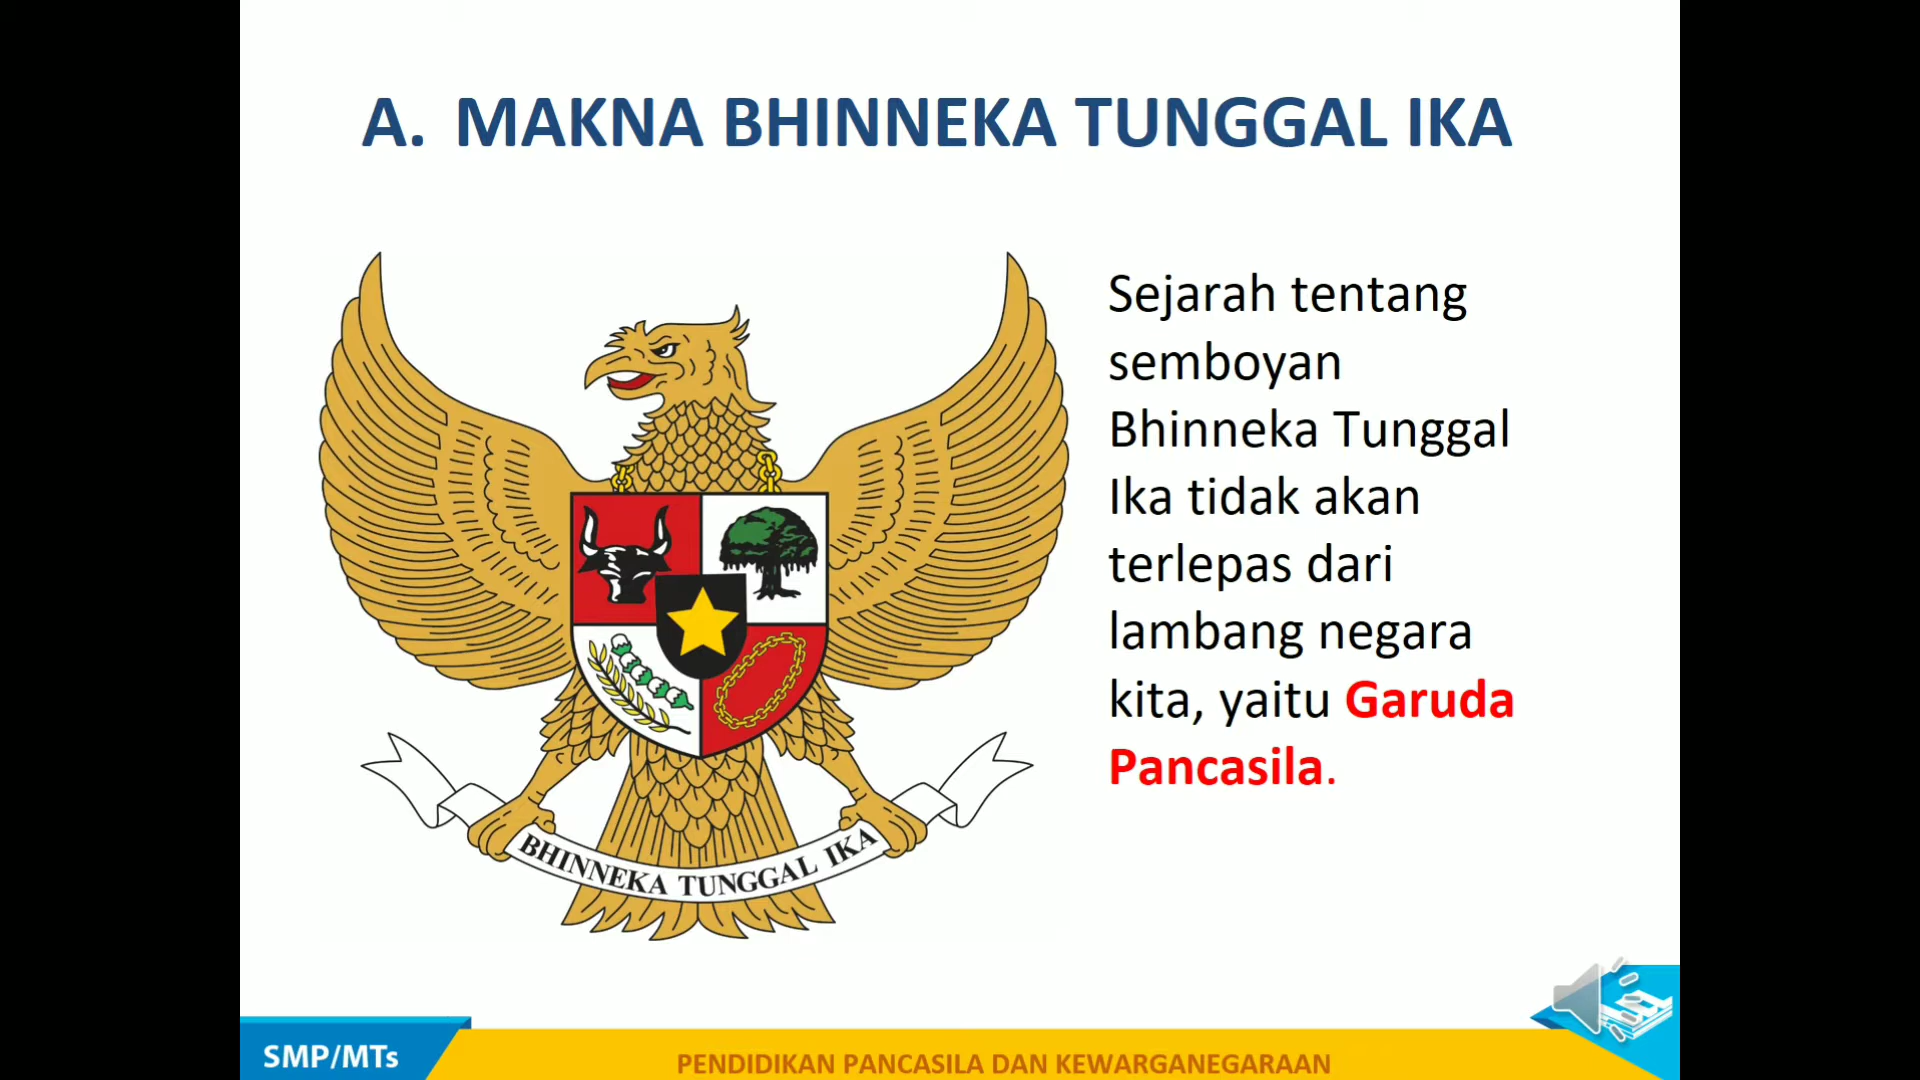 A. MAKNA BHINNEKA TUNGGAL IKA
Sejarah tentang
semboyan
Bhinneka Tunggal
Ika tidak akan
terlepas dari
lambang negara
kita, yaitu Garuda
Pancasila.
BHINNEKA TUNGGAL IKA
SMP/MTs
PENDIDIKAN PANCASILA DAN KEWARGANEGARAAN